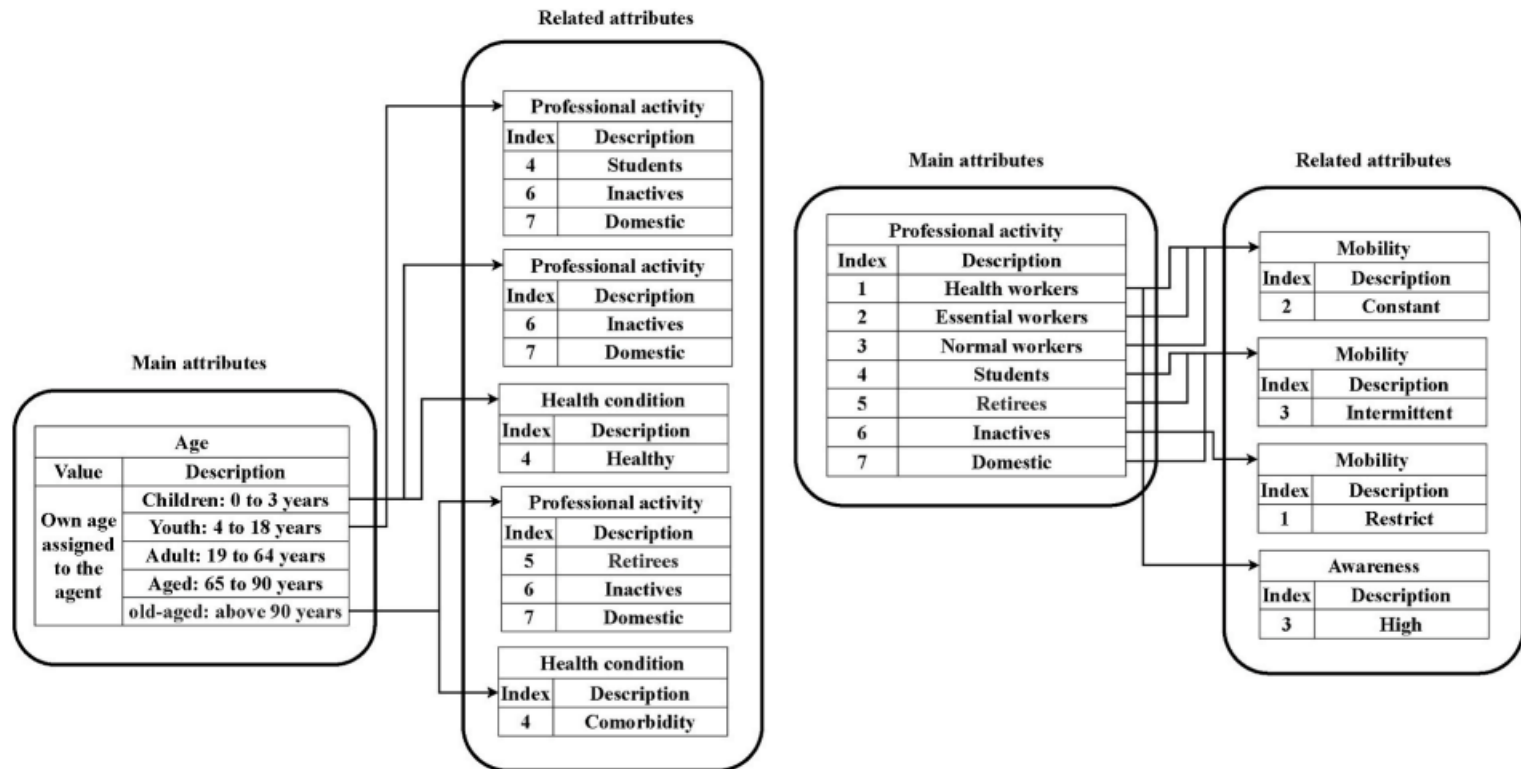 Related attributes
Professional activity
Index Description
4 Students
6 Inactives
7 Domestic
Professional activity
Index Description
6 Inactives
7 Domestic
Health condition
Index Description
4 Healthy
Professional activity
Index Description
5 Retirees
6 Inactives
7 Domestic
Health condition
Index Description
4 Comorbidity
Main attributes
Age
Value Description
Own age assigned to the agent
Children: 0 to 3 years
Youth: 4 to 18 years
Adult: 19 to 64 years
Aged: 65 to 90 years
old-aged: above 90 years
Main attributes
Professional activity
Index Description
1 Health workers
2 Essential workers
3 Normal workers
4 Students
5 Retirees
6 Inactives
7 Domestic
Related attributes
Mobility
Index Description
2 Constant
Mobility
Index Description
3 Intermittent
Mobility
Index Description
1 Restrict
Awareness
Index Description
3 High